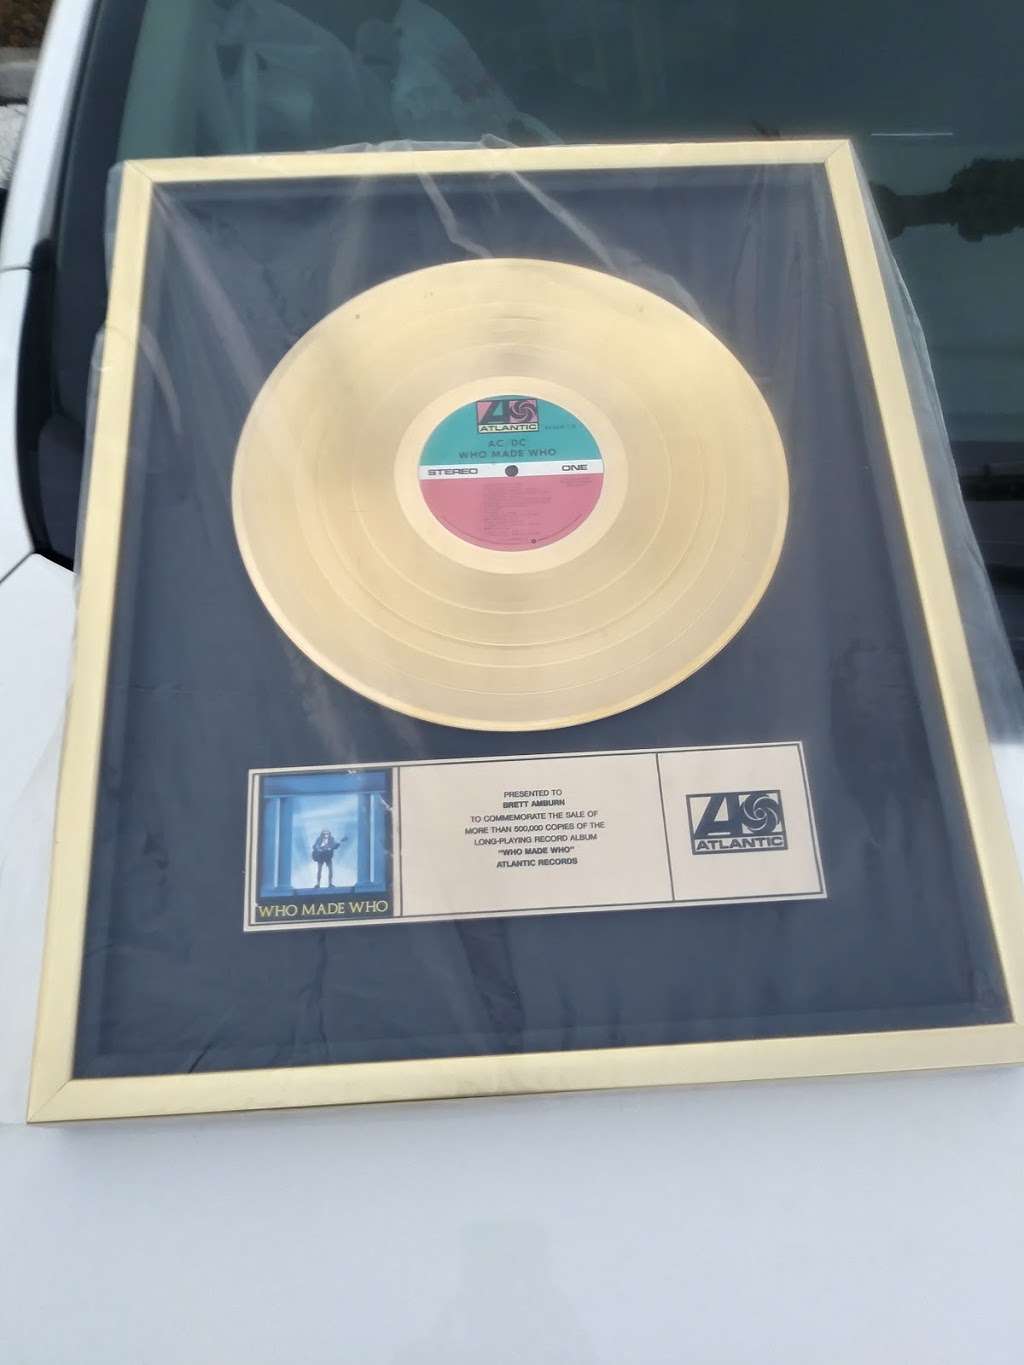 ATLANTIC
AC/DC
WHO MADE WHO
STEREO
ONE
PRESENTED TO
BRETT AMBURN
TO COMMEMORATE THE SALE OF
MORE THAN 500,000 COPIES OF THE
LONG-PLAYING RECORD ALBUM
"WHO MADE WHO"
ATLANTIC RECORDS
WHO MADE WHO
ATLANTIC